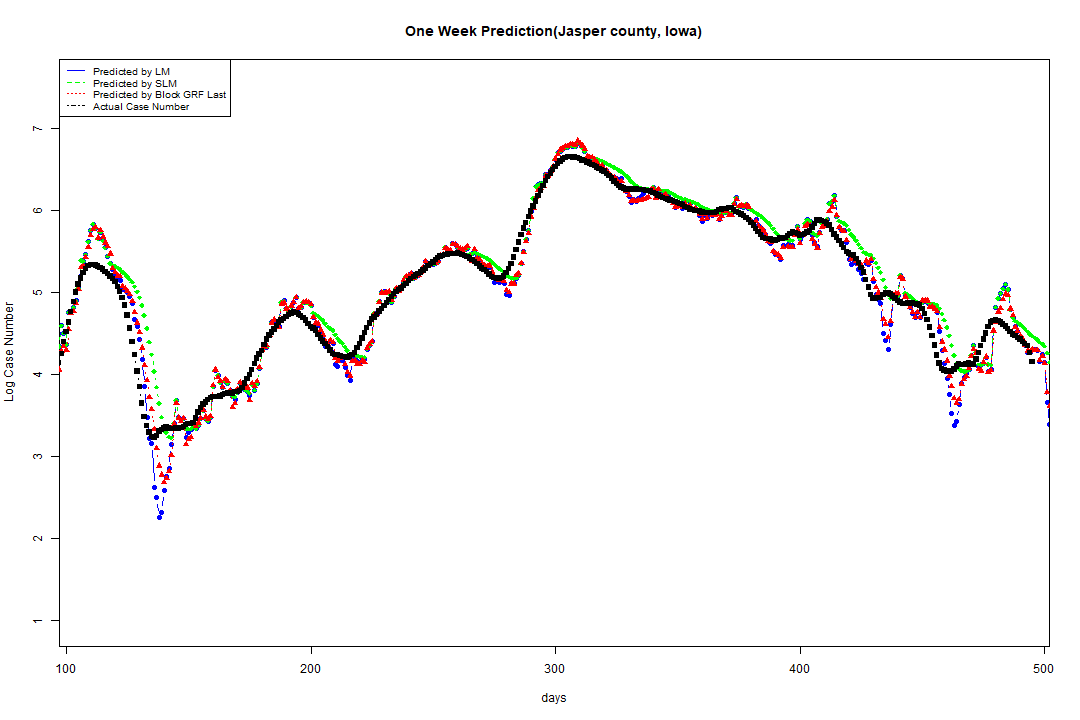 One Week Prediction(Jasper county, Iowa)
Predicted by LM
Predicted by SLM
Predicted by Block GRF Last
Actual Case Number
7
6
5
4
3
2
1
Log Case Number
100 200 300 400 500
days